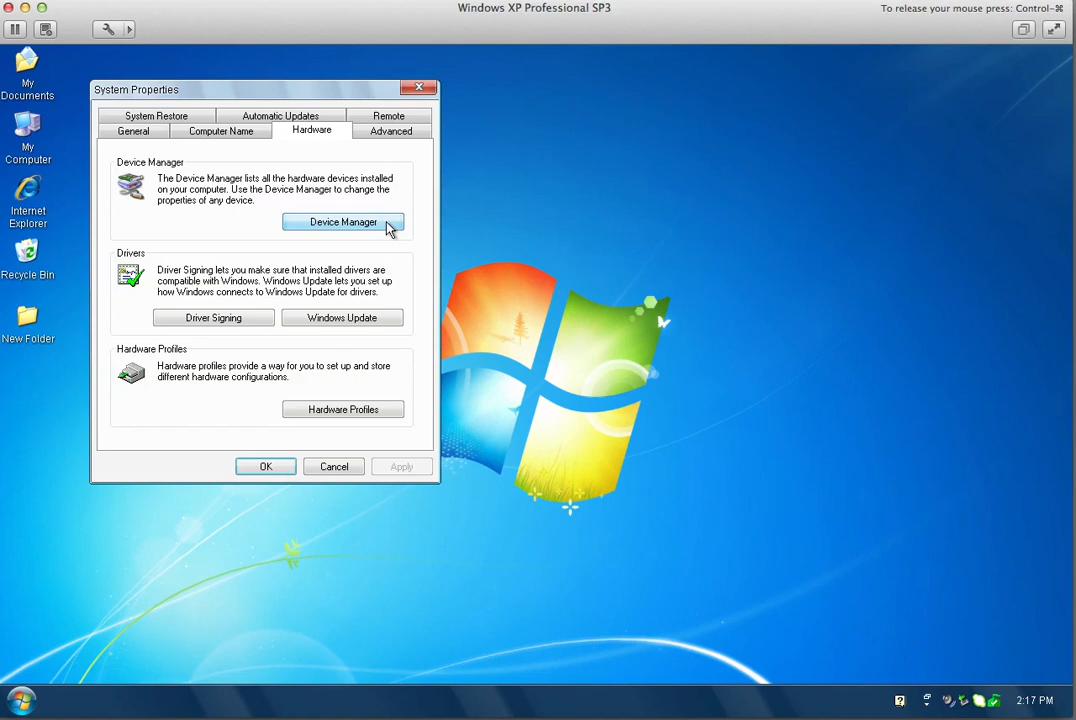 Windows XP Professional SP3
To release your mouse press: Control-⌘
My Documents
My Computer
Internet Explorer
Recycle Bin
New Folder
System Properties
System Restore
Automatic Updates
Remote
General
Computer Name
Hardware
Advanced
Device Manager
The Device Manager lists all the hardware devices installed
on your computer. Use the Device Manager to change the
properties of any device.
Device Manager
Drivers
Driver Signing lets you make sure that installed drivers are
compatible with Windows. Windows Update lets you set up
how Windows connects to Windows Update for drivers.
Driver Signing
Windows Update
Hardware Profiles
Hardware profiles provide a way for you to set up and store
different hardware configurations.
Hardware Profiles
OK
Cancel
Apply
2:17 PM